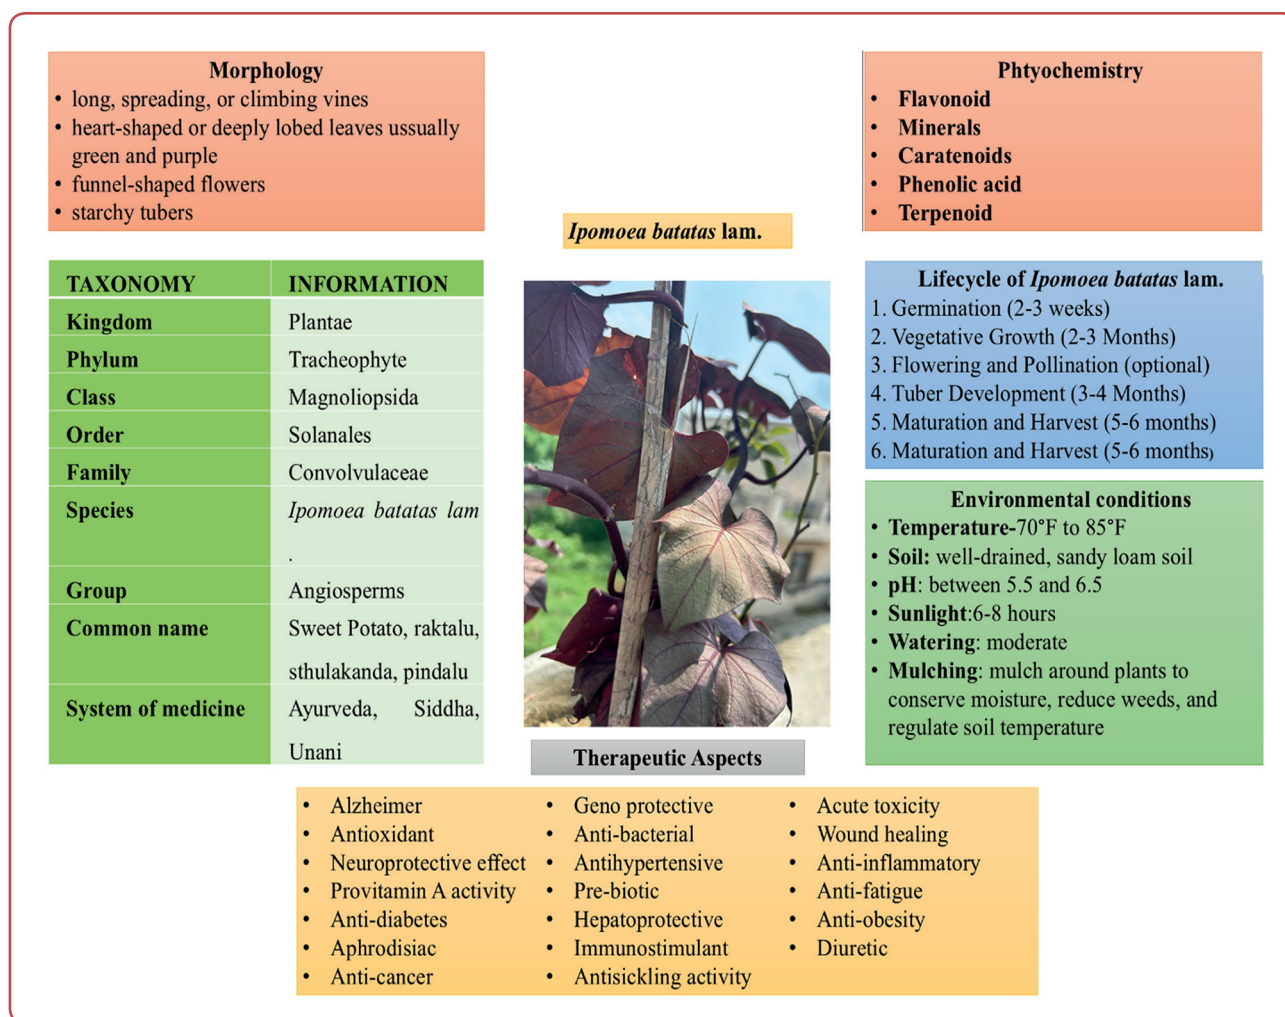 Morphology
• long, spreading, or climbing vines
• heart-shaped or deeply lobed leaves ussually
green and purple
• funnel-shaped flowers
• starchy tubers
Phtyochemistry
• Flavonoid
• Minerals
• Caratenoids
• Phenolic acid
• Terpenoid
Ipomoea batatas lam.
TAXONOMY INFORMATION
Kingdom Plantae
Phylum Tracheophyte
Class Magnoliopsida
Order Solanales
Family Convolvulaceae
Species Ipomoea batatas lam
.
Group Angiosperms
Common name Sweet Potato, raktalu,
sthulakanda, pindalu
System of medicine Ayurveda, Siddha,
Unani
Lifecycle of Ipomoea batatas lam.
1. Germination (2-3 weeks)
2. Vegetative Growth (2-3 Months)
3. Flowering and Pollination (optional)
4. Tuber Development (3-4 Months)
5. Maturation and Harvest (5-6 months)
6. Maturation and Harvest (5-6 months)
Environmental conditions
• Temperature-70°F to 85°F
• Soil: well-drained, sandy loam soil
• pH: between 5.5 and 6.5
• Sunlight:6-8 hours
• Watering: moderate
• Mulching: mulch around plants to
conserve moisture, reduce weeds, and
regulate soil temperature
Therapeutic Aspects
• Alzheimer
• Antioxidant
• Neuroprotective effect
• Provitamin A activity
• Anti-diabetes
• Aphrodisiac
• Anti-cancer
• Geno protective
• Anti-bacterial
• Antihypertensive
• Pre-biotic
• Hepatoprotective
• Immunostimulant
• Antisickling activity
• Acute toxicity
• Wound healing
• Anti-inflammatory
• Anti-fatigue
• Anti-obesity
• Diuretic